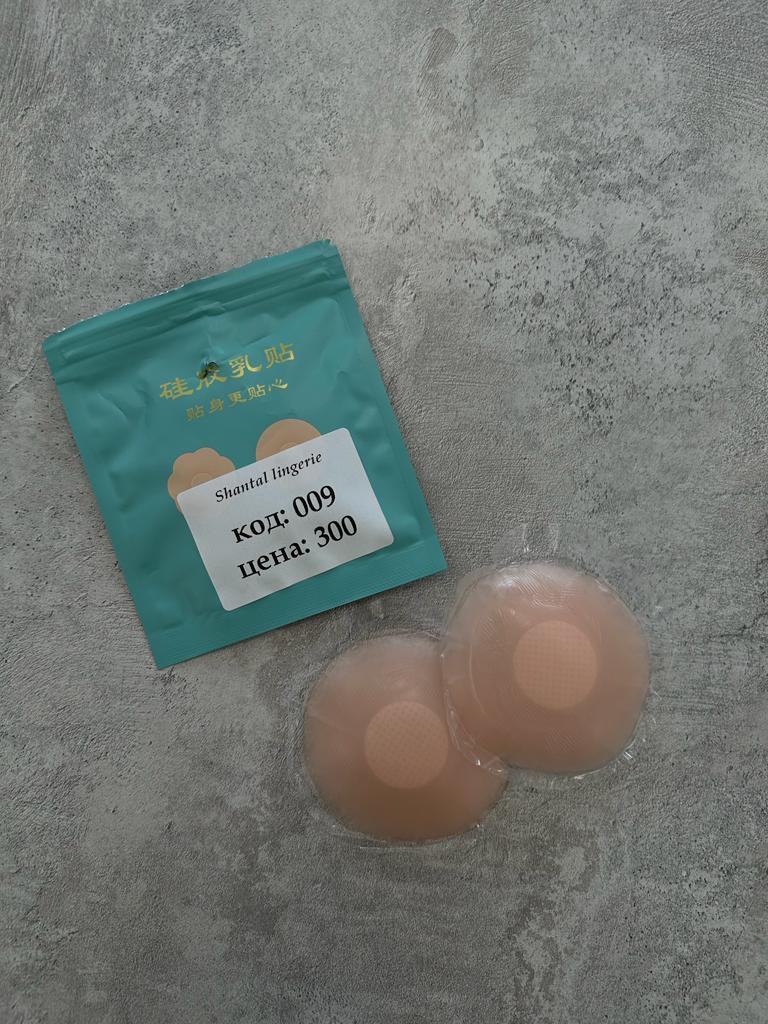 硅胶乳贴
贴身更贴心
Shantal lingerie
код: 009
цена: 300